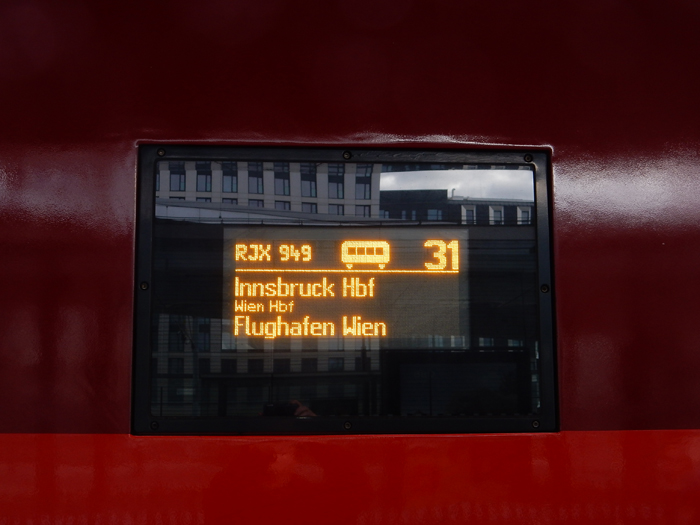 RJX 949 31
Innsbruck Hbf
Wien Hbf
Flughafen Wien